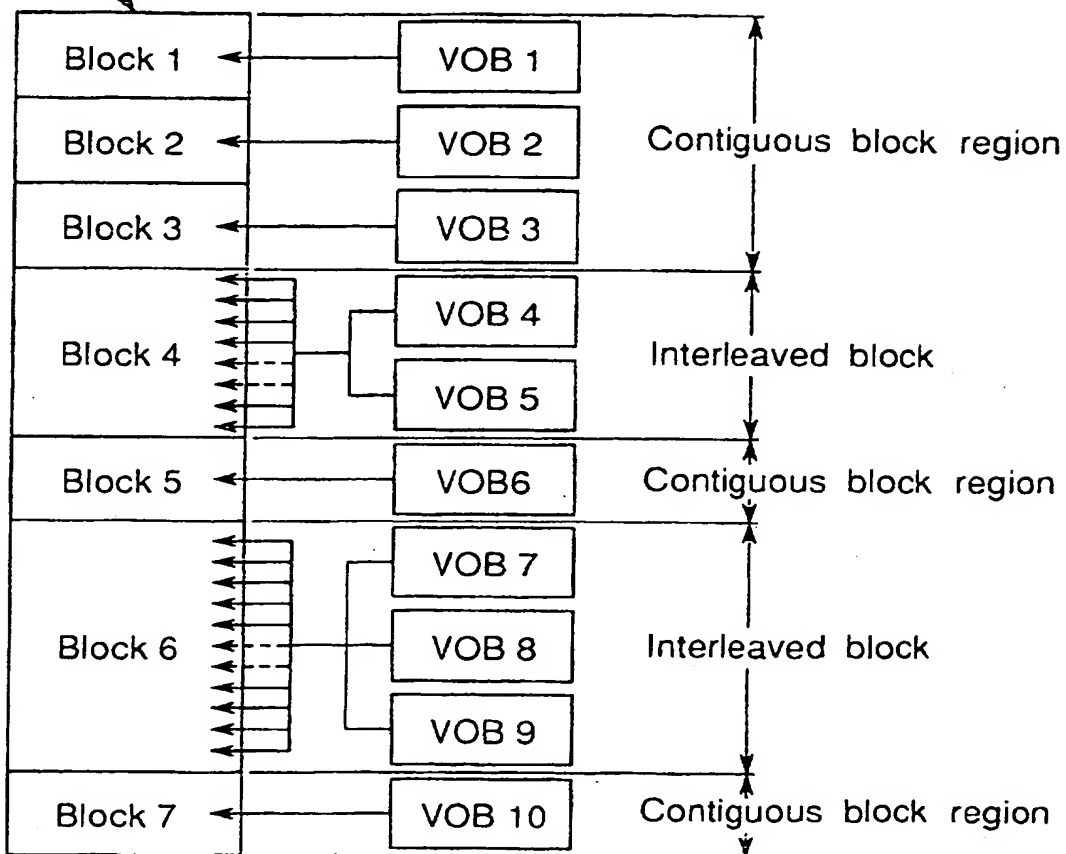 Block 1
VOB 1
Block 2
VOB 2
Contiguous block region
Block 3
VOB 3
Block 4
VOB 4
Interleaved block
VOB 5
Block 5
VOB6
Contiguous block region
VOB 7
Block 6
VOB 8
Interleaved block
VOB 9
Block 7
VOB 10
Contiguous block region